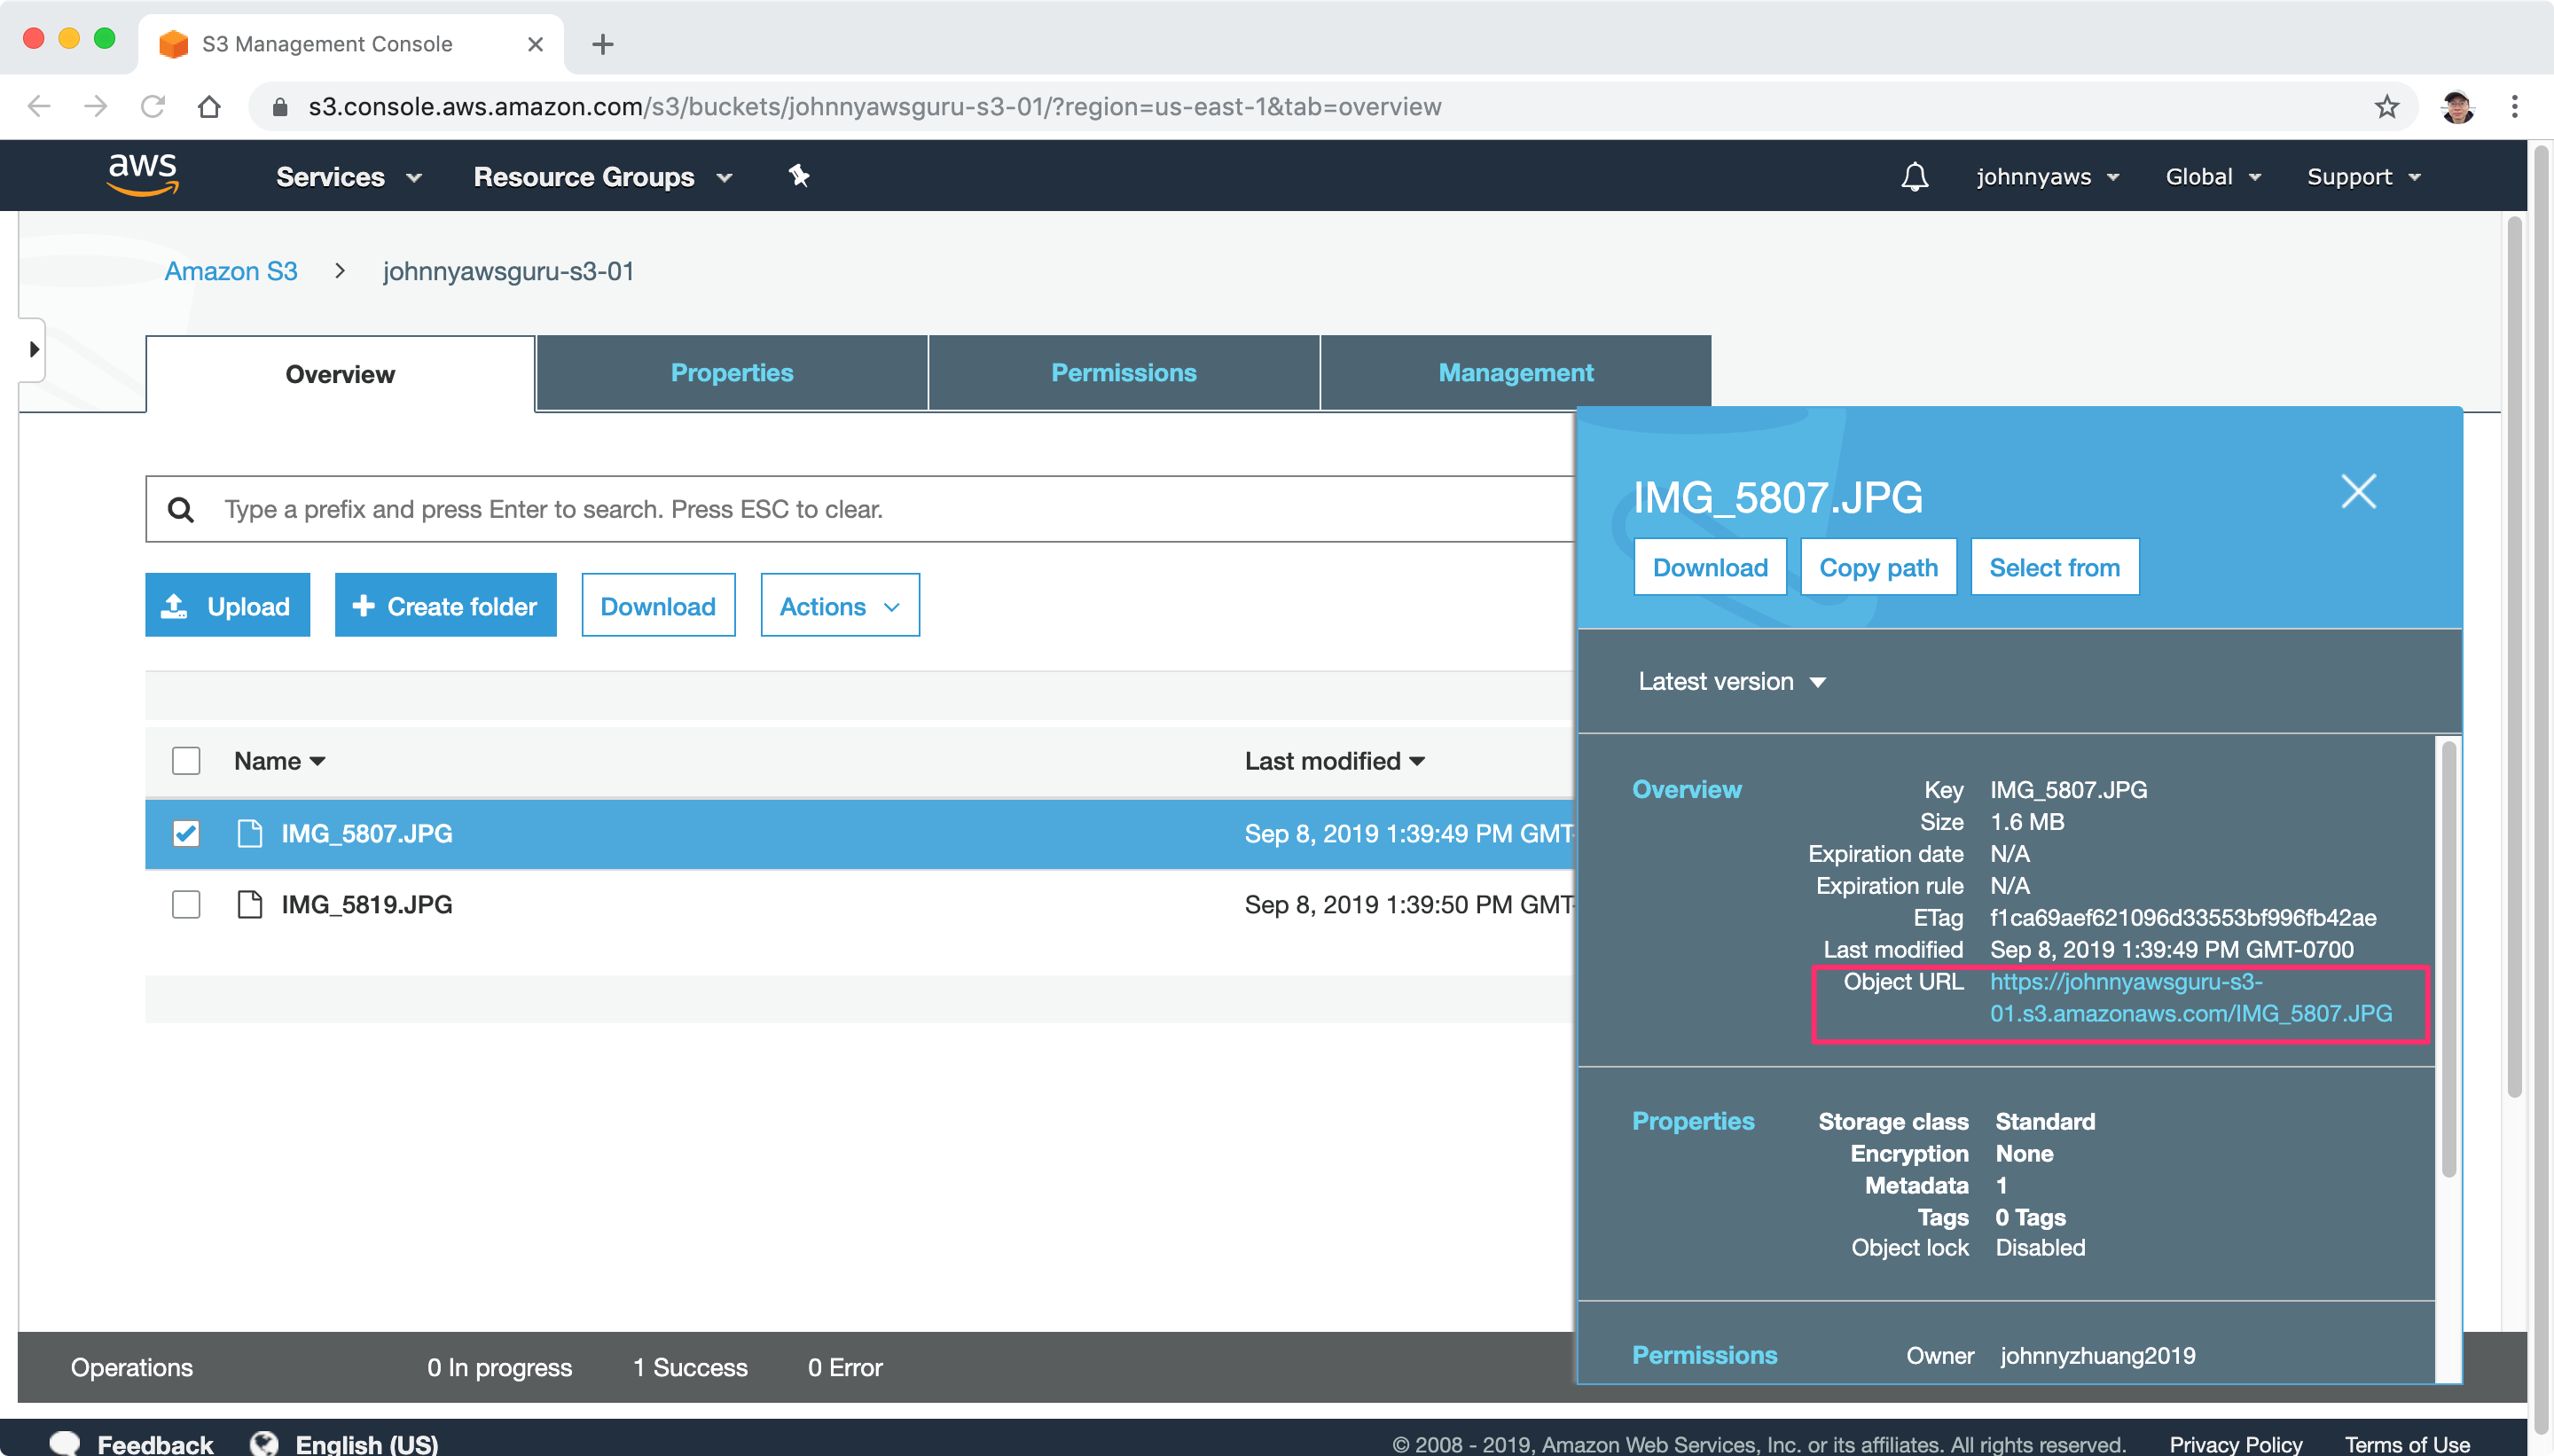 S3 Management Console
s3.console.aws.amazon.com/s3/buckets/johnnyawsguru-s3-01/?region=us-east-1&tab=overview
aws Services Resource Groups johnnyaws Global Support
Amazon S3 > johnnyawsguru-s3-01
Overview Properties Permissions Management
Type a prefix and press Enter to search. Press ESC to clear.
Upload Create folder Download Actions
Name Last modified
IMG_5807.JPG Sep 8, 2019 1:39:49 PM GMT-
IMG_5819.JPG Sep 8, 2019 1:39:50 PM GMT-
IMG_5807.JPG
Download Copy path Select from
Latest version
Overview Key IMG_5807.JPG
Size 1.6 MB
Expiration date N/A
Expiration rule N/A
ETag f1ca69aef621096d33553bf996fb42ae
Last modified Sep 8, 2019 1:39:49 PM GMT-0700
Object URL https://johnnyawsguru-s3-
01.s3.amazonaws.com/IMG_5807.JPG
Properties Storage class Standard
Encryption None
Metadata 1
Tags 0 Tags
Object lock Disabled
Permissions Owner johnnyzhuang2019
Operations 0 In progress 1 Success 0 Error
Feedback English (US) © 2008 - 2019, Amazon Web Services, Inc. or its affiliates. All rights reserved. Privacy Policy Terms of Use